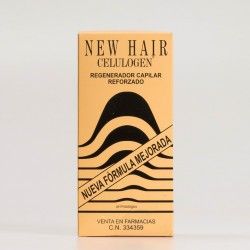 NEW HAIR
CELULOGEN
REGENERADOR CAPILAR
REFORZADO
NUEVA FÓRMULA MEJORADA
VENTA EN FARMACIAS
C.N. 334359